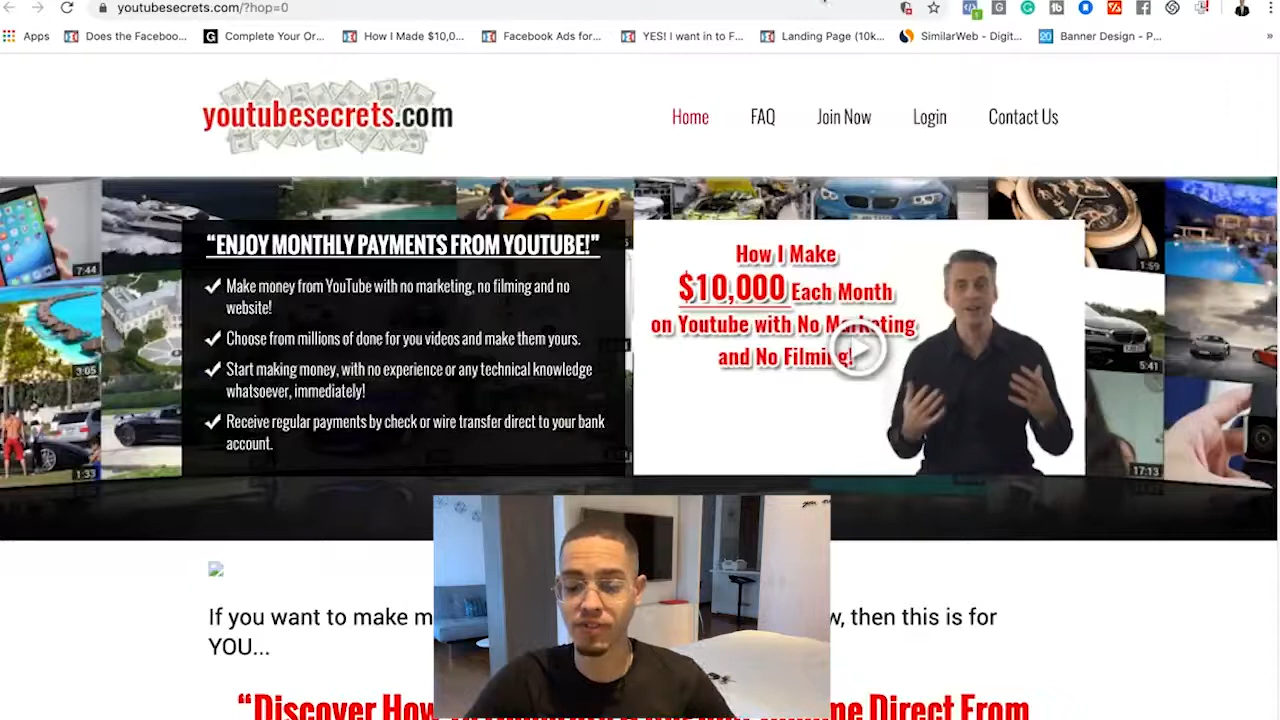 youtubesecrets.com/?hop=0
Apps
Does the Faceboo...
Complete Your Or...
How I Made $10,0...
Facebook Ads for...
YES! I want in to F...
Landing Page (10k...
SimilarWeb - Digit...
Banner Design - P...
»
youtubesecrets.com
Home
FAQ
Join Now
Login
Contact Us
7:44
3:05
1:33
“ENJOY MONTHLY PAYMENTS FROM YOUTUBE!”
Make money from YouTube with no marketing, no filming and no
website!
Choose from millions of done for you videos and make them yours.
Start making money, with no experience or any technical knowledge
whatsoever, immediately!
Receive regular payments by check or wire transfer direct to your bank
account.
How I Make
$10,000 Each Month
on Youtube with No Marketing
and No Filming!
1:59
5:41
17:13
If you want to make m w, then this is for
YOU...
“Discover How me Direct From